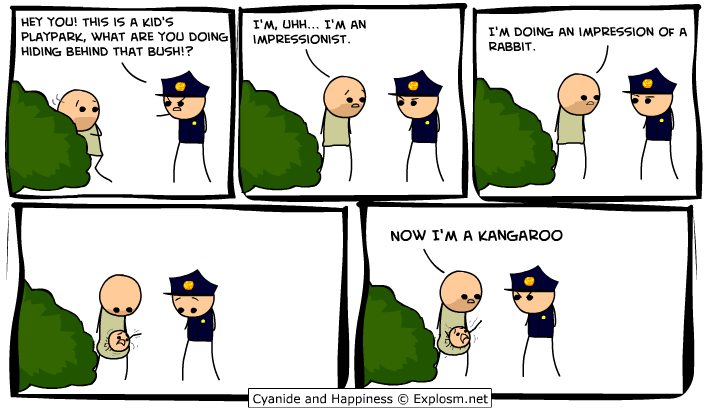 HEY YOU! THIS IS A KID'S
PLAYPARK, WHAT ARE YOU DOING
HIDING BEHIND THAT BUSH!?
I'M, UHH... I'M AN
IMPRESSIONIST.
I'M DOING AN IMPRESSION OF A
RABBIT.
NOW I'M A KANGAROO
Cyanide and Happiness © Explosm.net